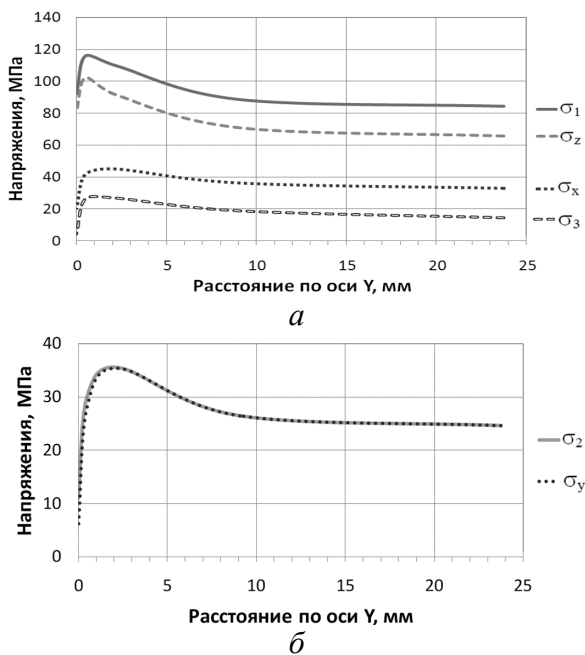 Напряжения, МПа
140
120
100
80
60
40
20
0
0 5 10 15 20 25
Расстояние по оси Y, мм
σ1
σz
σx
σ3
а
Напряжения, МПа
40
30
20
10
0
0 5 10 15 20 25
Расстояние по оси Y, мм
σ2
σy
б